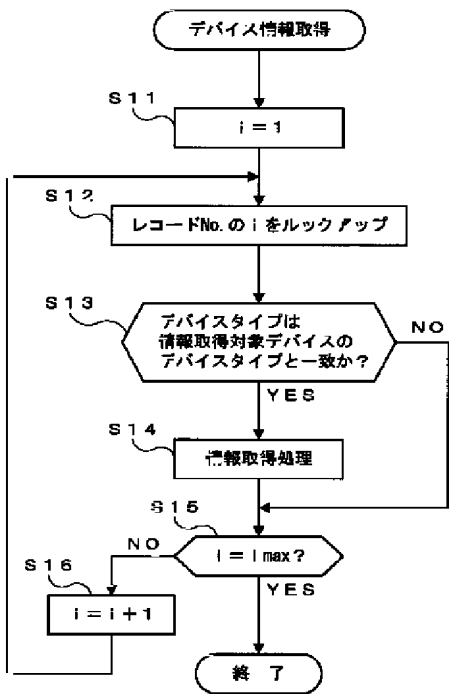 デバイス情報取得
S11
i=1
S12
レコードNo.のiをルックアップ
S13
デバイスタイプは
情報取得対象デバイスの
デバイスタイプと一致か?
NO
YES
S14
情報取得処理
S15
i=imax?
NO
YES
S16
i=i+1
終 了